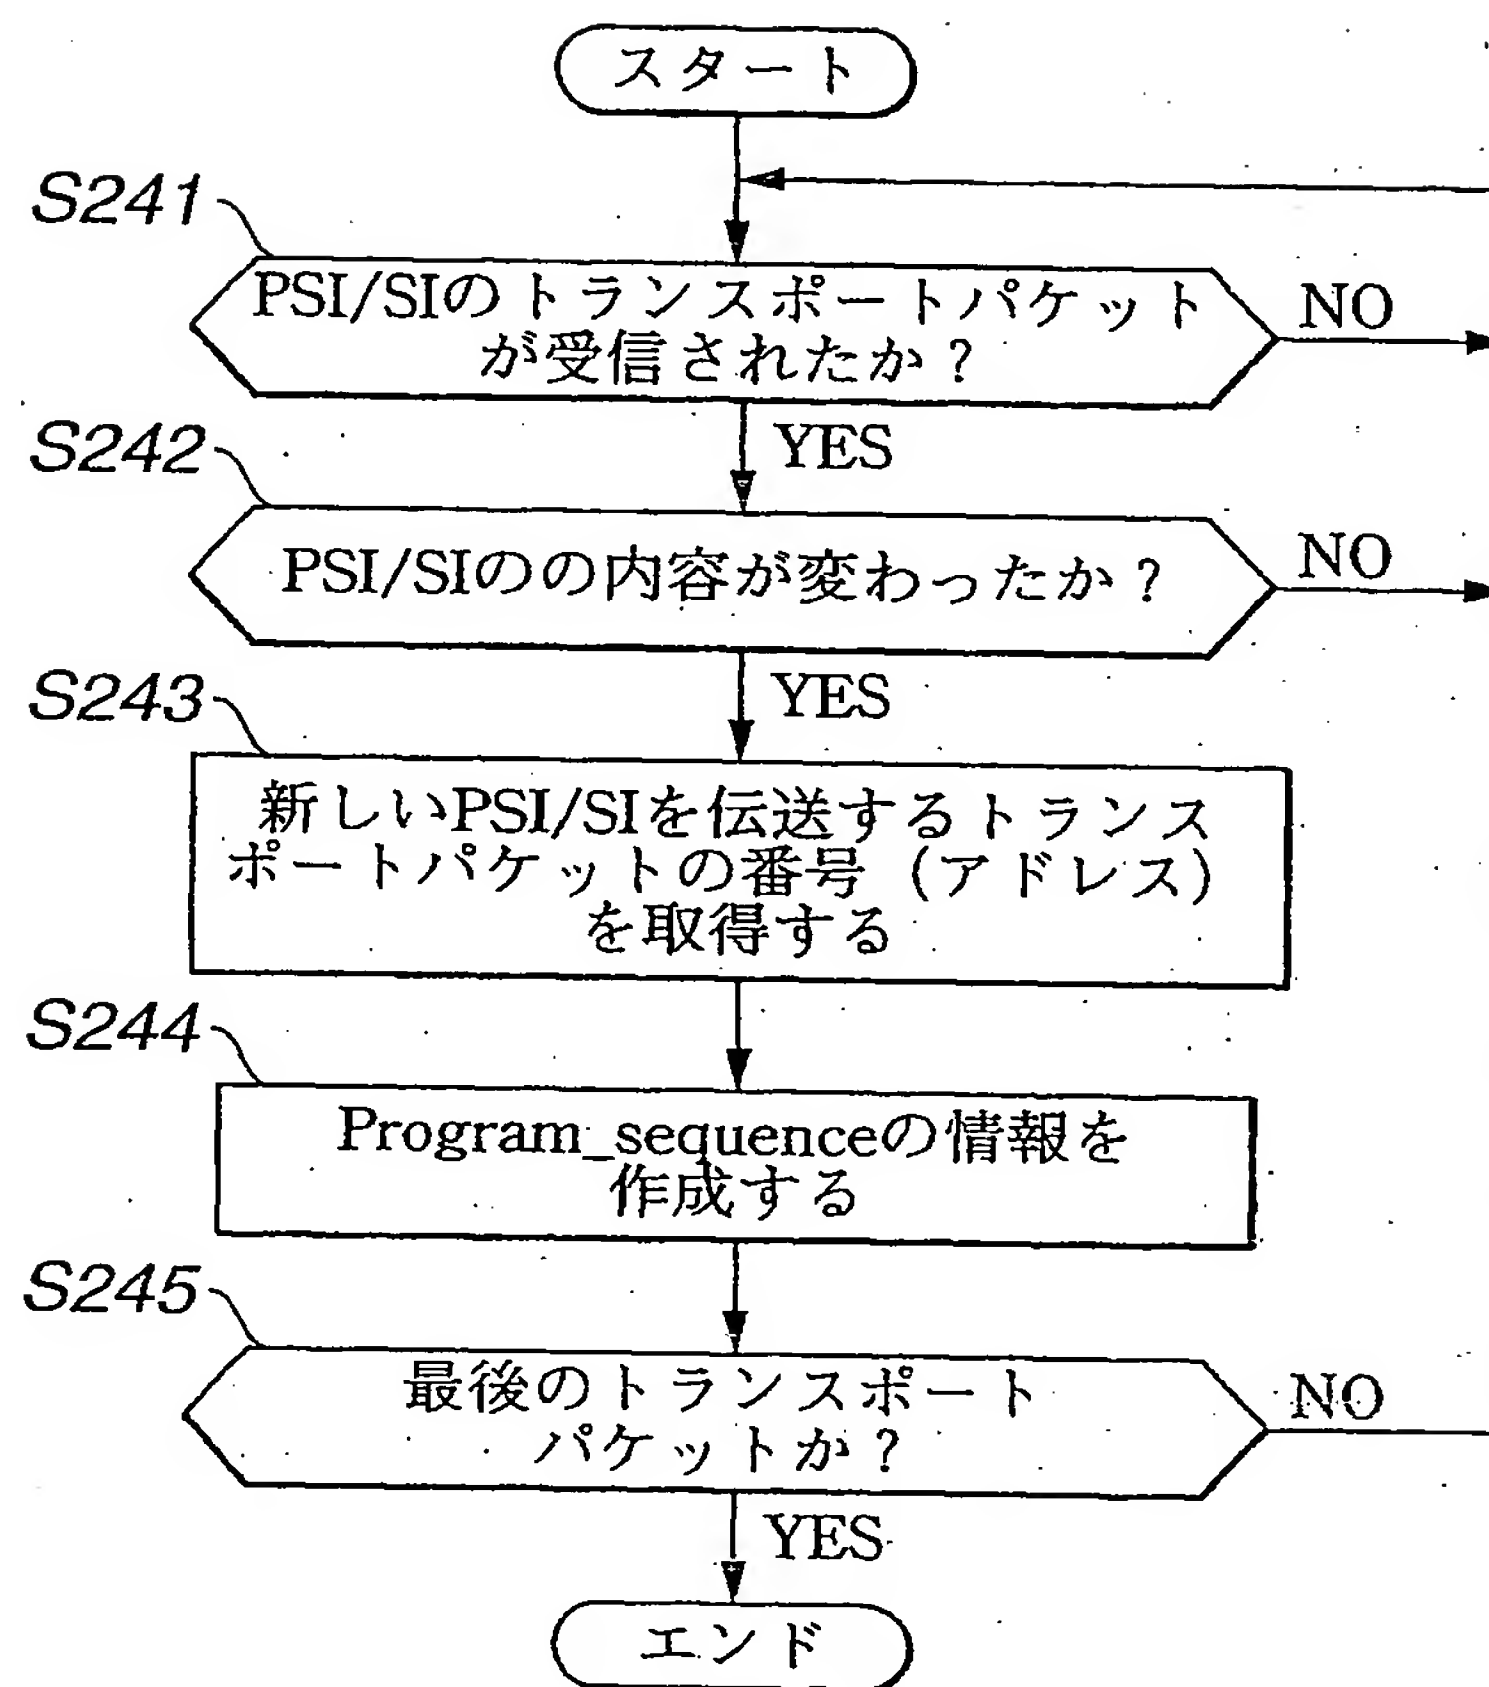 スタート
S241
PSI/SIのトランスポートパケット
が受信されたか？
NO
YES
S242
PSI/SIのの内容が変わったか？
NO
YES
S243
新しいPSI/SIを伝送するトランス
ポートパケットの番号（アドレス）
を取得する
S244
Program_sequenceの情報を
作成する
S245
最後のトランスポート
パケットか？
NO
YES
エンド